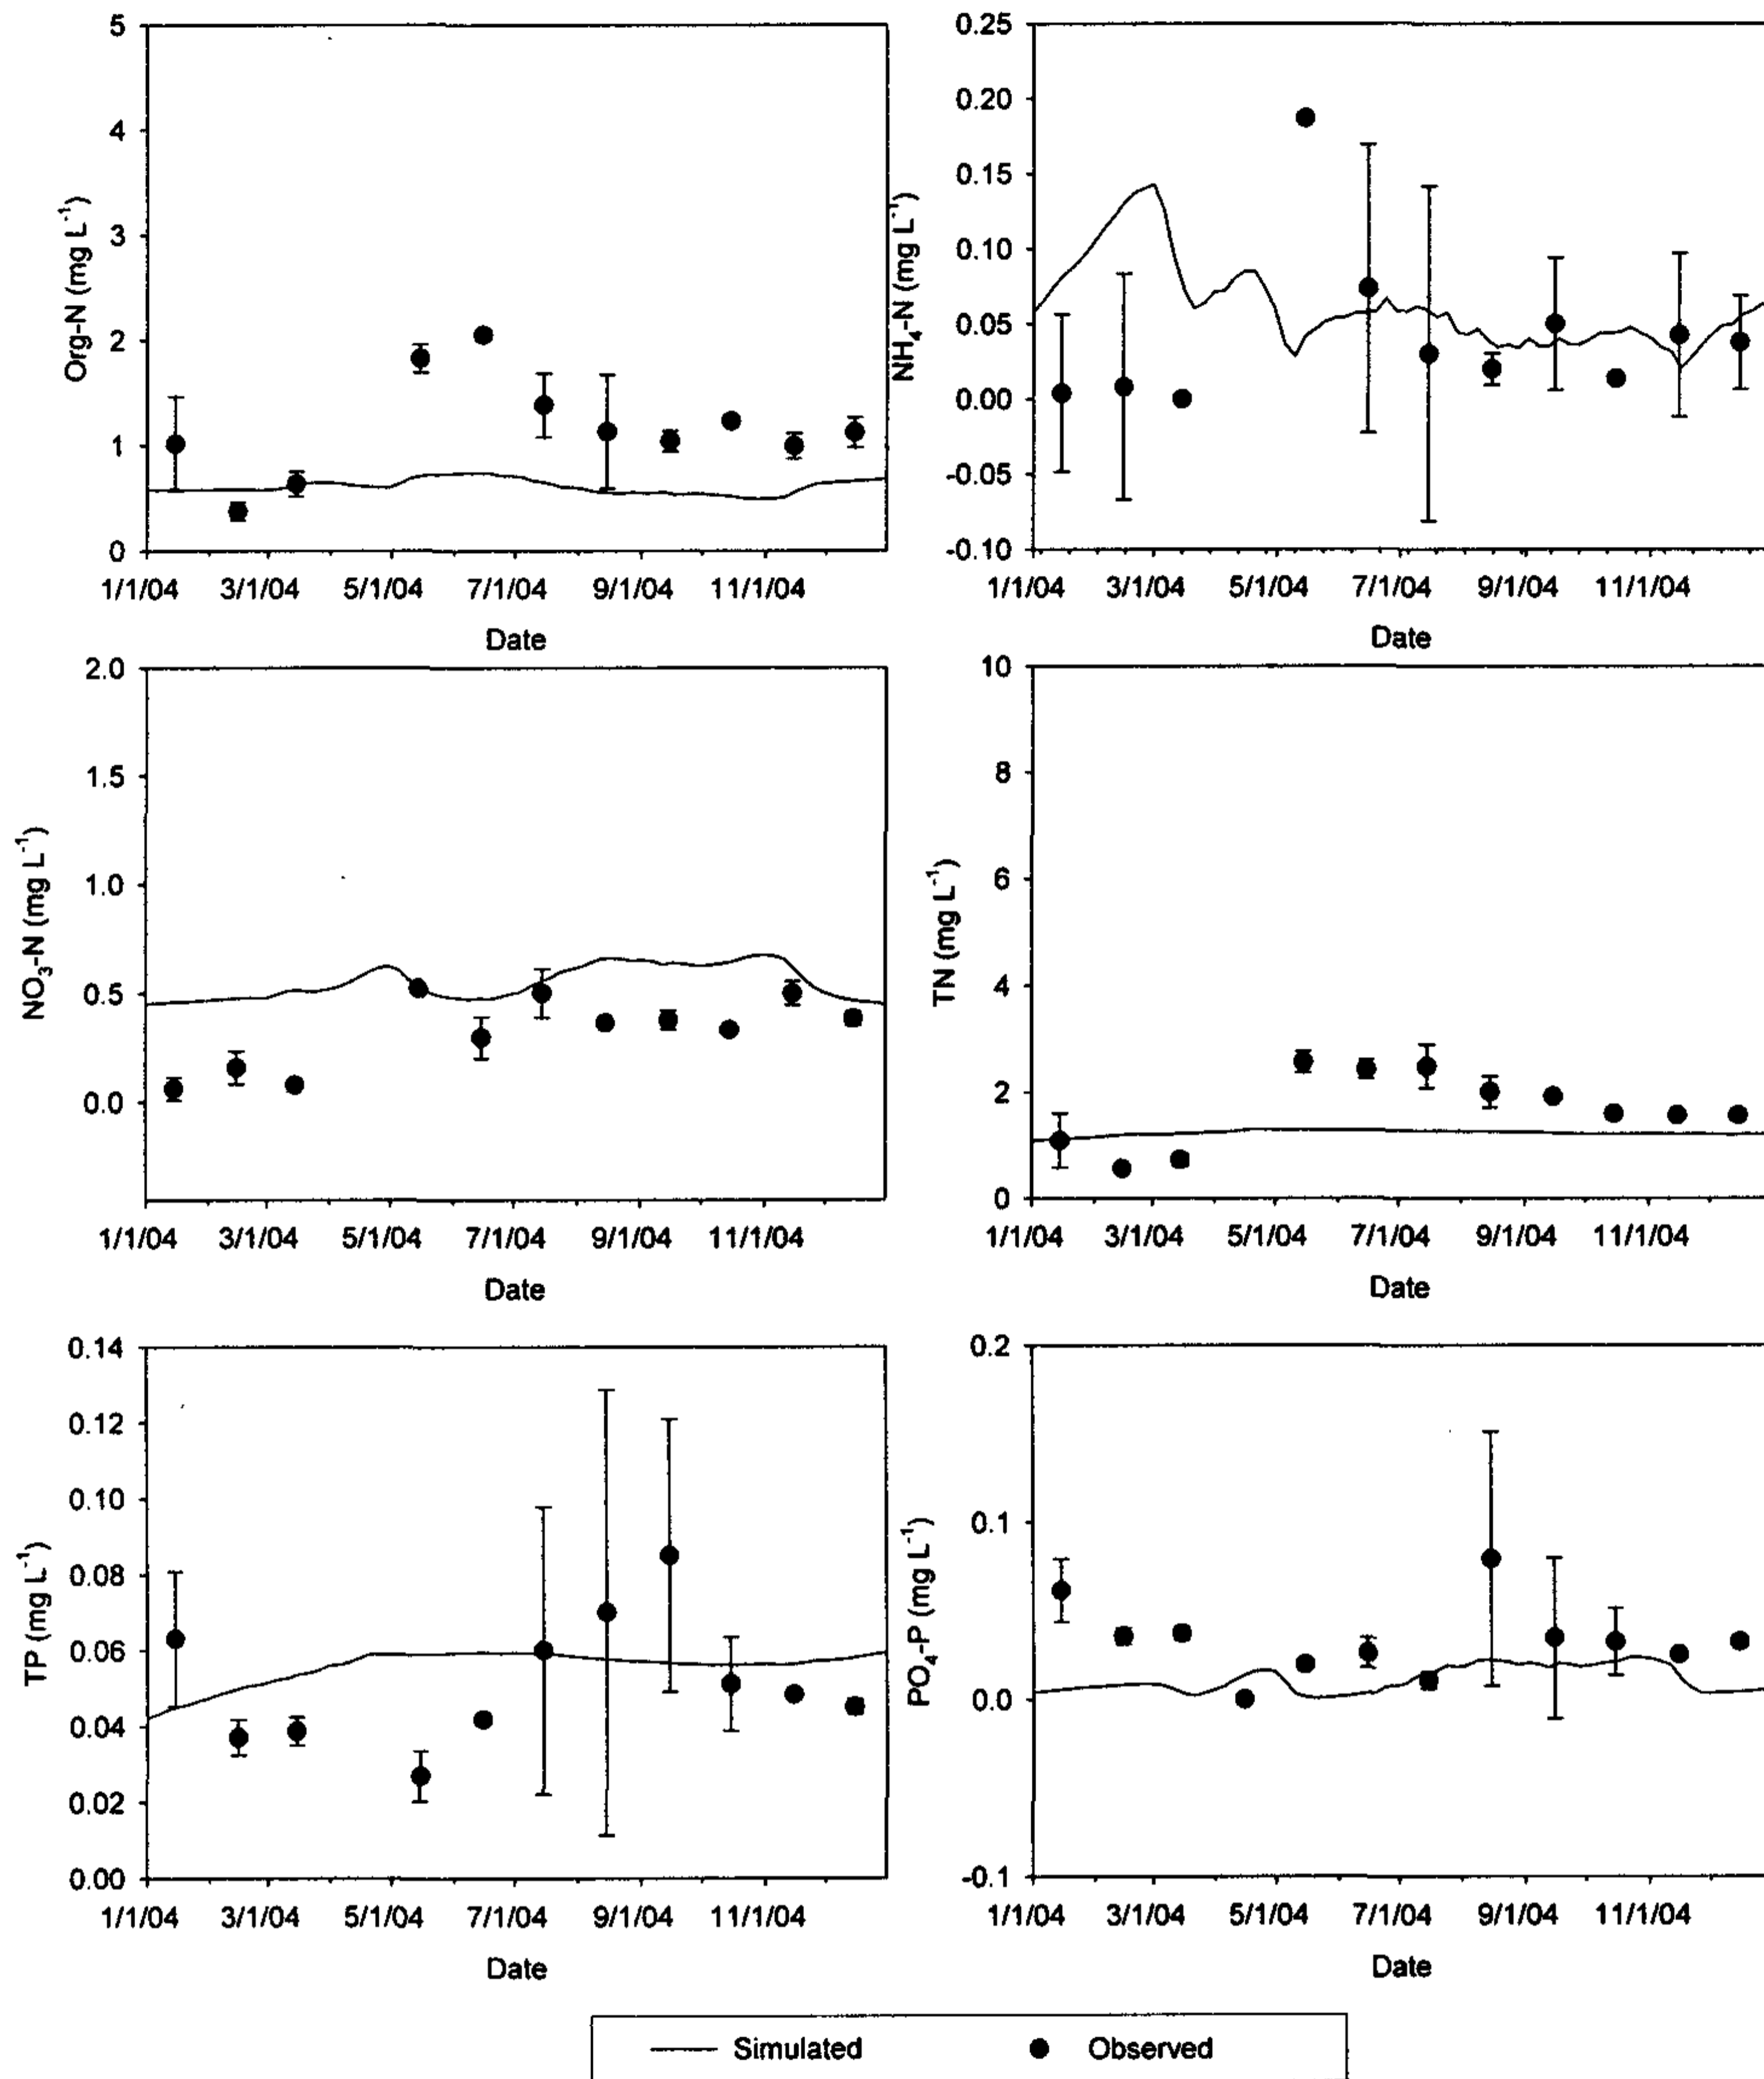 5
4
3
2
1
0
Org-N (mg L⁻¹)
1/1/04 3/1/04 5/1/04 7/1/04 9/1/04 11/1/04
Date
0.25
0.20
0.15
0.10
0.05
0.00
-0.05
-0.10
NH₄-N (mg L⁻¹)
1/1/04 3/1/04 5/1/04 7/1/04 9/1/04 11/1/04
Date
2.0
1.5
1.0
0.5
0.0
NO₃-N (mg L⁻¹)
1/1/04 3/1/04 5/1/04 7/1/04 9/1/04 11/1/04
Date
10
8
6
4
2
0
TN (mg L⁻¹)
1/1/04 3/1/04 5/1/04 7/1/04 9/1/04 11/1/04
Date
0.14
0.12
0.10
0.08
0.06
0.04
0.02
0.00
TP (mg L⁻¹)
1/1/04 3/1/04 5/1/04 7/1/04 9/1/04 11/1/04
Date
0.2
0.1
0.0
-0.1
PO₄-P (mg L⁻¹)
1/1/04 3/1/04 5/1/04 7/1/04 9/1/04 11/1/04
Date
Simulated Observed